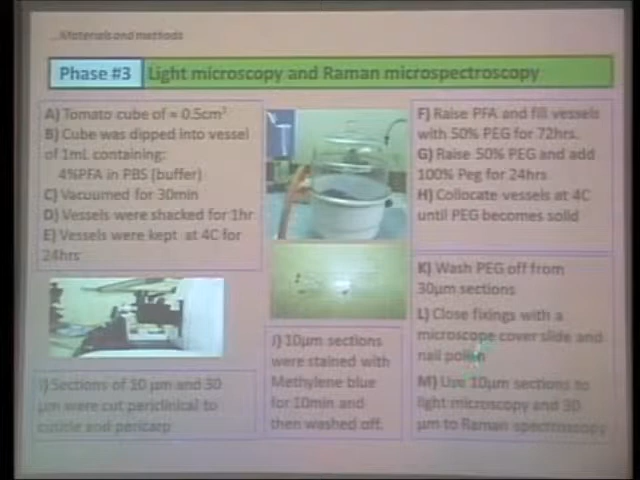 ...Materials and methods
Phase #3
Light microscopy and Raman microspectroscopy
A) Tomato cube of ≈ 0.5cm³
B) Cube was dipped into vessel
of 1mL containing:
4%PFA in PBS (buffer)
C) Vacuumed for 30min
D) Vessels were shacked for 1hr
E) Vessels were kept at 4C for
24hrs
I) Sections of 10 µm and 30
µm were cut periclinical to
cuticle and pericarp
J) 10µm sections
were stained with
Methylene blue
for 10min and
then washed off.
F) Raise PFA and fill vessels
with 50% PEG for 72hrs.
G) Raise 50% PEG and add
100% Peg for 24hrs
H) Collocate vessels at 4C
until PEG becomes solid
K) Wash PEG off from
30µm sections
L) Close fixings with a
microscope cover slide and
nail polish
M) Use 10µm sections to
light microscopy and 30
µm to Raman spectroscopy